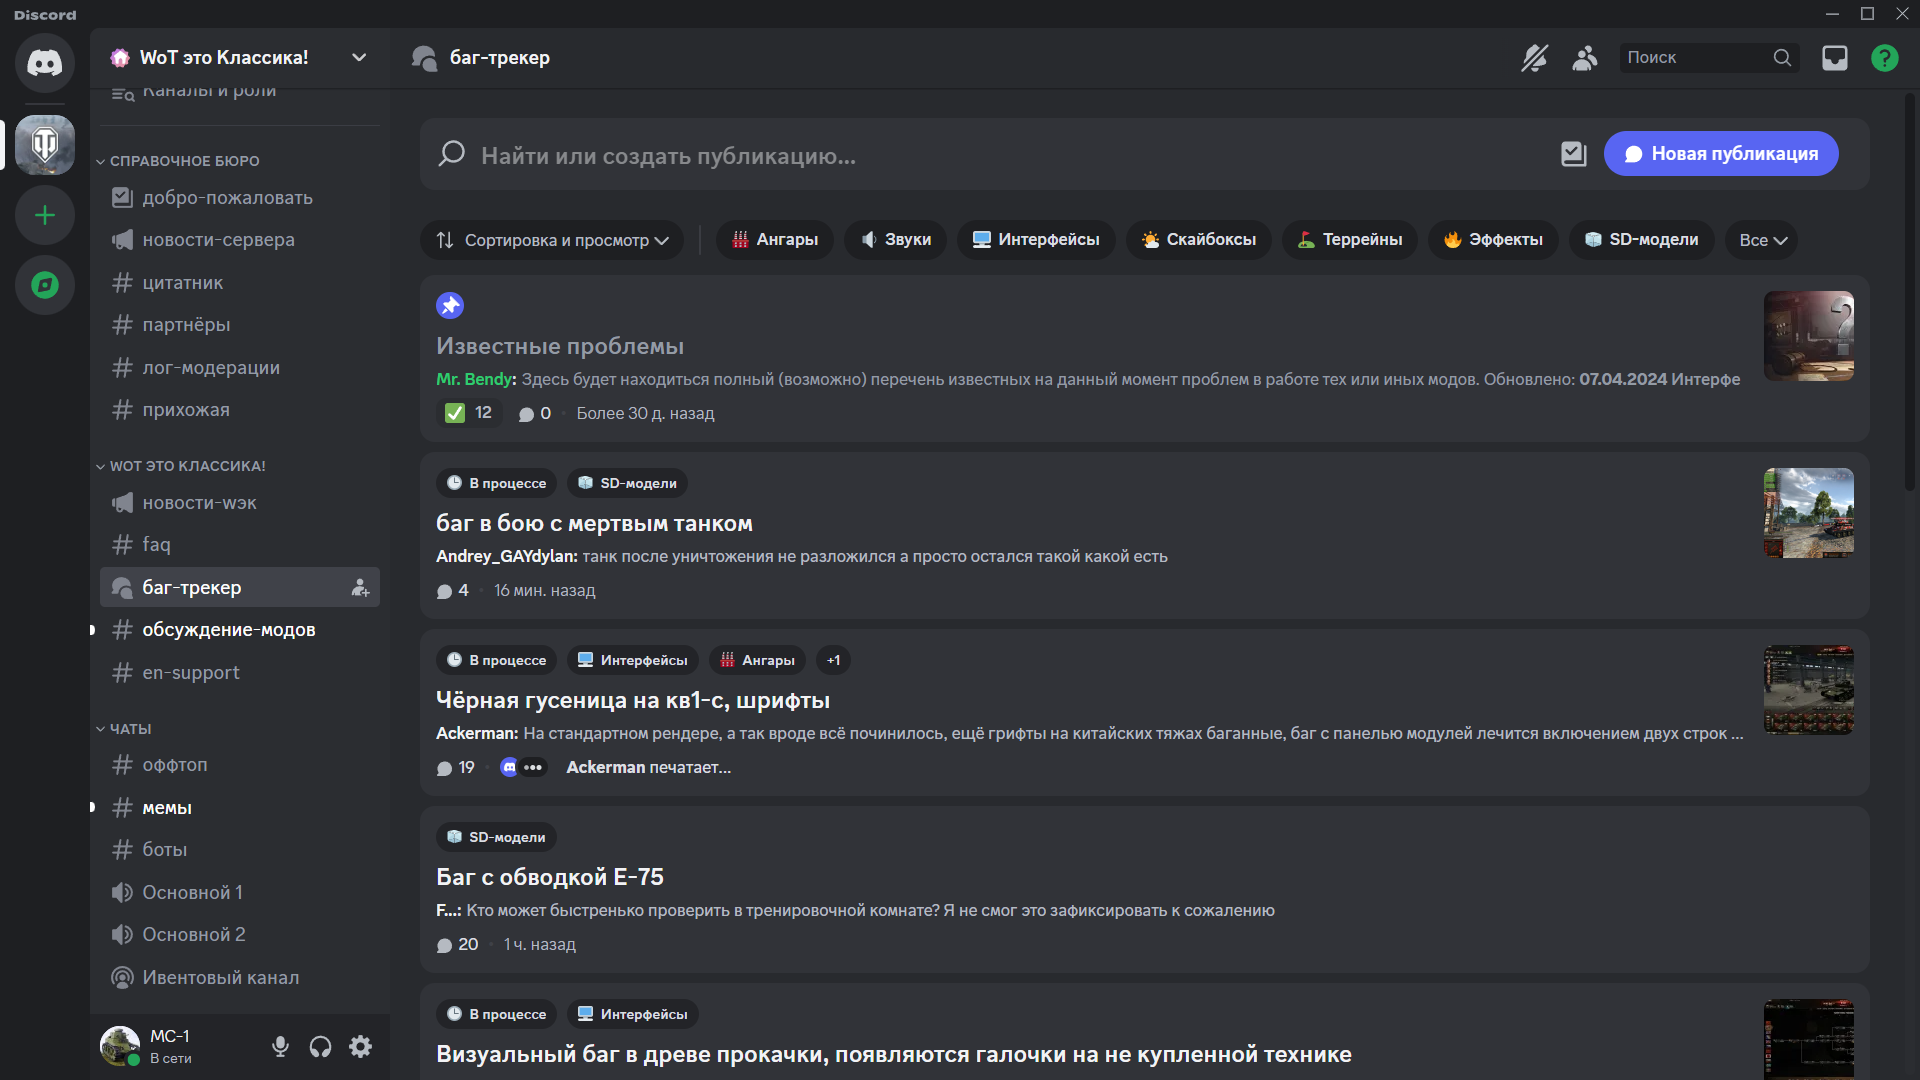 Discord
WoT это Классика!
баг-трекер
Поиск
Каналы и роли
СПРАВОЧНОЕ БЮРО
добро-пожаловать
новости-сервера
цитатник
партнёры
лог-модерации
прихожая
WOT ЭТО КЛАССИКА!
новости-wэк
faq
баг-трекер
обсуждение-модов
en-support
ЧАТЫ
оффтоп
мемы
боты
Основной 1
Основной 2
Ивентовый канал
МС-1
В сети
Найти или создать публикацию...
Новая публикация
Сортировка и просмотр
Ангары
Звуки
Интерфейсы
Скайбоксы
Террейны
Эффекты
SD-модели
Все
Известные проблемы
Mr. Bendy: Здесь будет находиться полный (возможно) перечень известных на данный момент проблем в работе тех или иных модов. Обновлено: 07.04.2024 Интерфе
12 0 Более 30 д. назад
В процессе SD-модели
баг в бою с мертвым танком
Andrey_GAYdylan: танк после уничтожения не разложился а просто остался такой какой есть
4 16 мин. назад
В процессе Интерфейсы Ангары +1
Чёрная гусеница на кв1-с, шрифты
Ackerman: На стандартном рендере, а так вроде всё починилось, ещё грифты на китайских тяжах баганные, баг с панелью модулей лечится включением двух строк ...
19 Ackerman печатает...
SD-модели
Баг с обводкой Е-75
F...: Кто может быстренько проверить в тренировочной комнате? Я не смог это зафиксировать к сожалению
20 1 ч. назад
В процессе Интерфейсы
Визуальный баг в древе прокачки, появляются галочки на не купленной технике